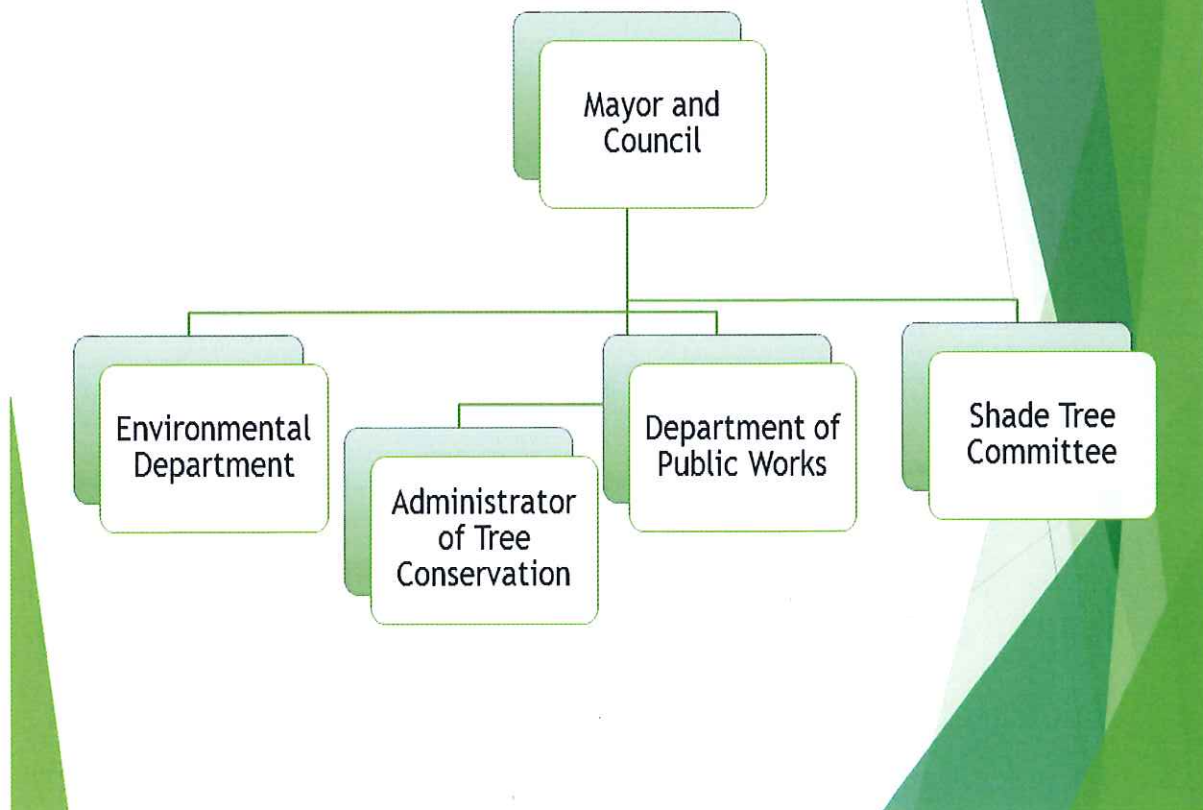 Mayor and
Council
Environmental
Department
Administrator
of Tree
Conservation
Department of
Public Works
Shade Tree
Committee